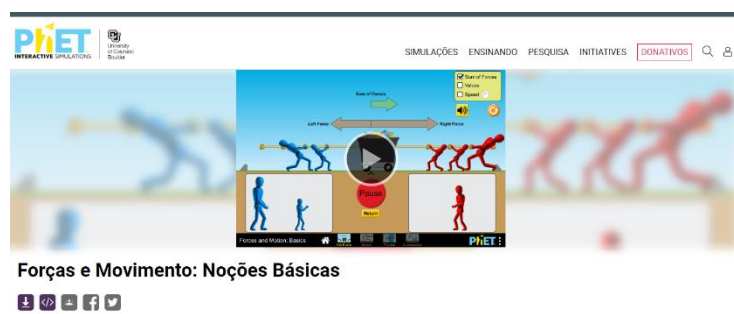 PhET
INTERACTIVE SIMULATIONS
University
of Colorado
Boulder
SIMULAÇÕES ENSINANDO PESQUISA INITIATIVES DONATIVOS
Sum of Forces
Values
Speed
Sum of Forces
Left Force
Right Force
Pause
Return
Forces and Motion: Basics
PhET
Forças e Movimento: Noções Básicas